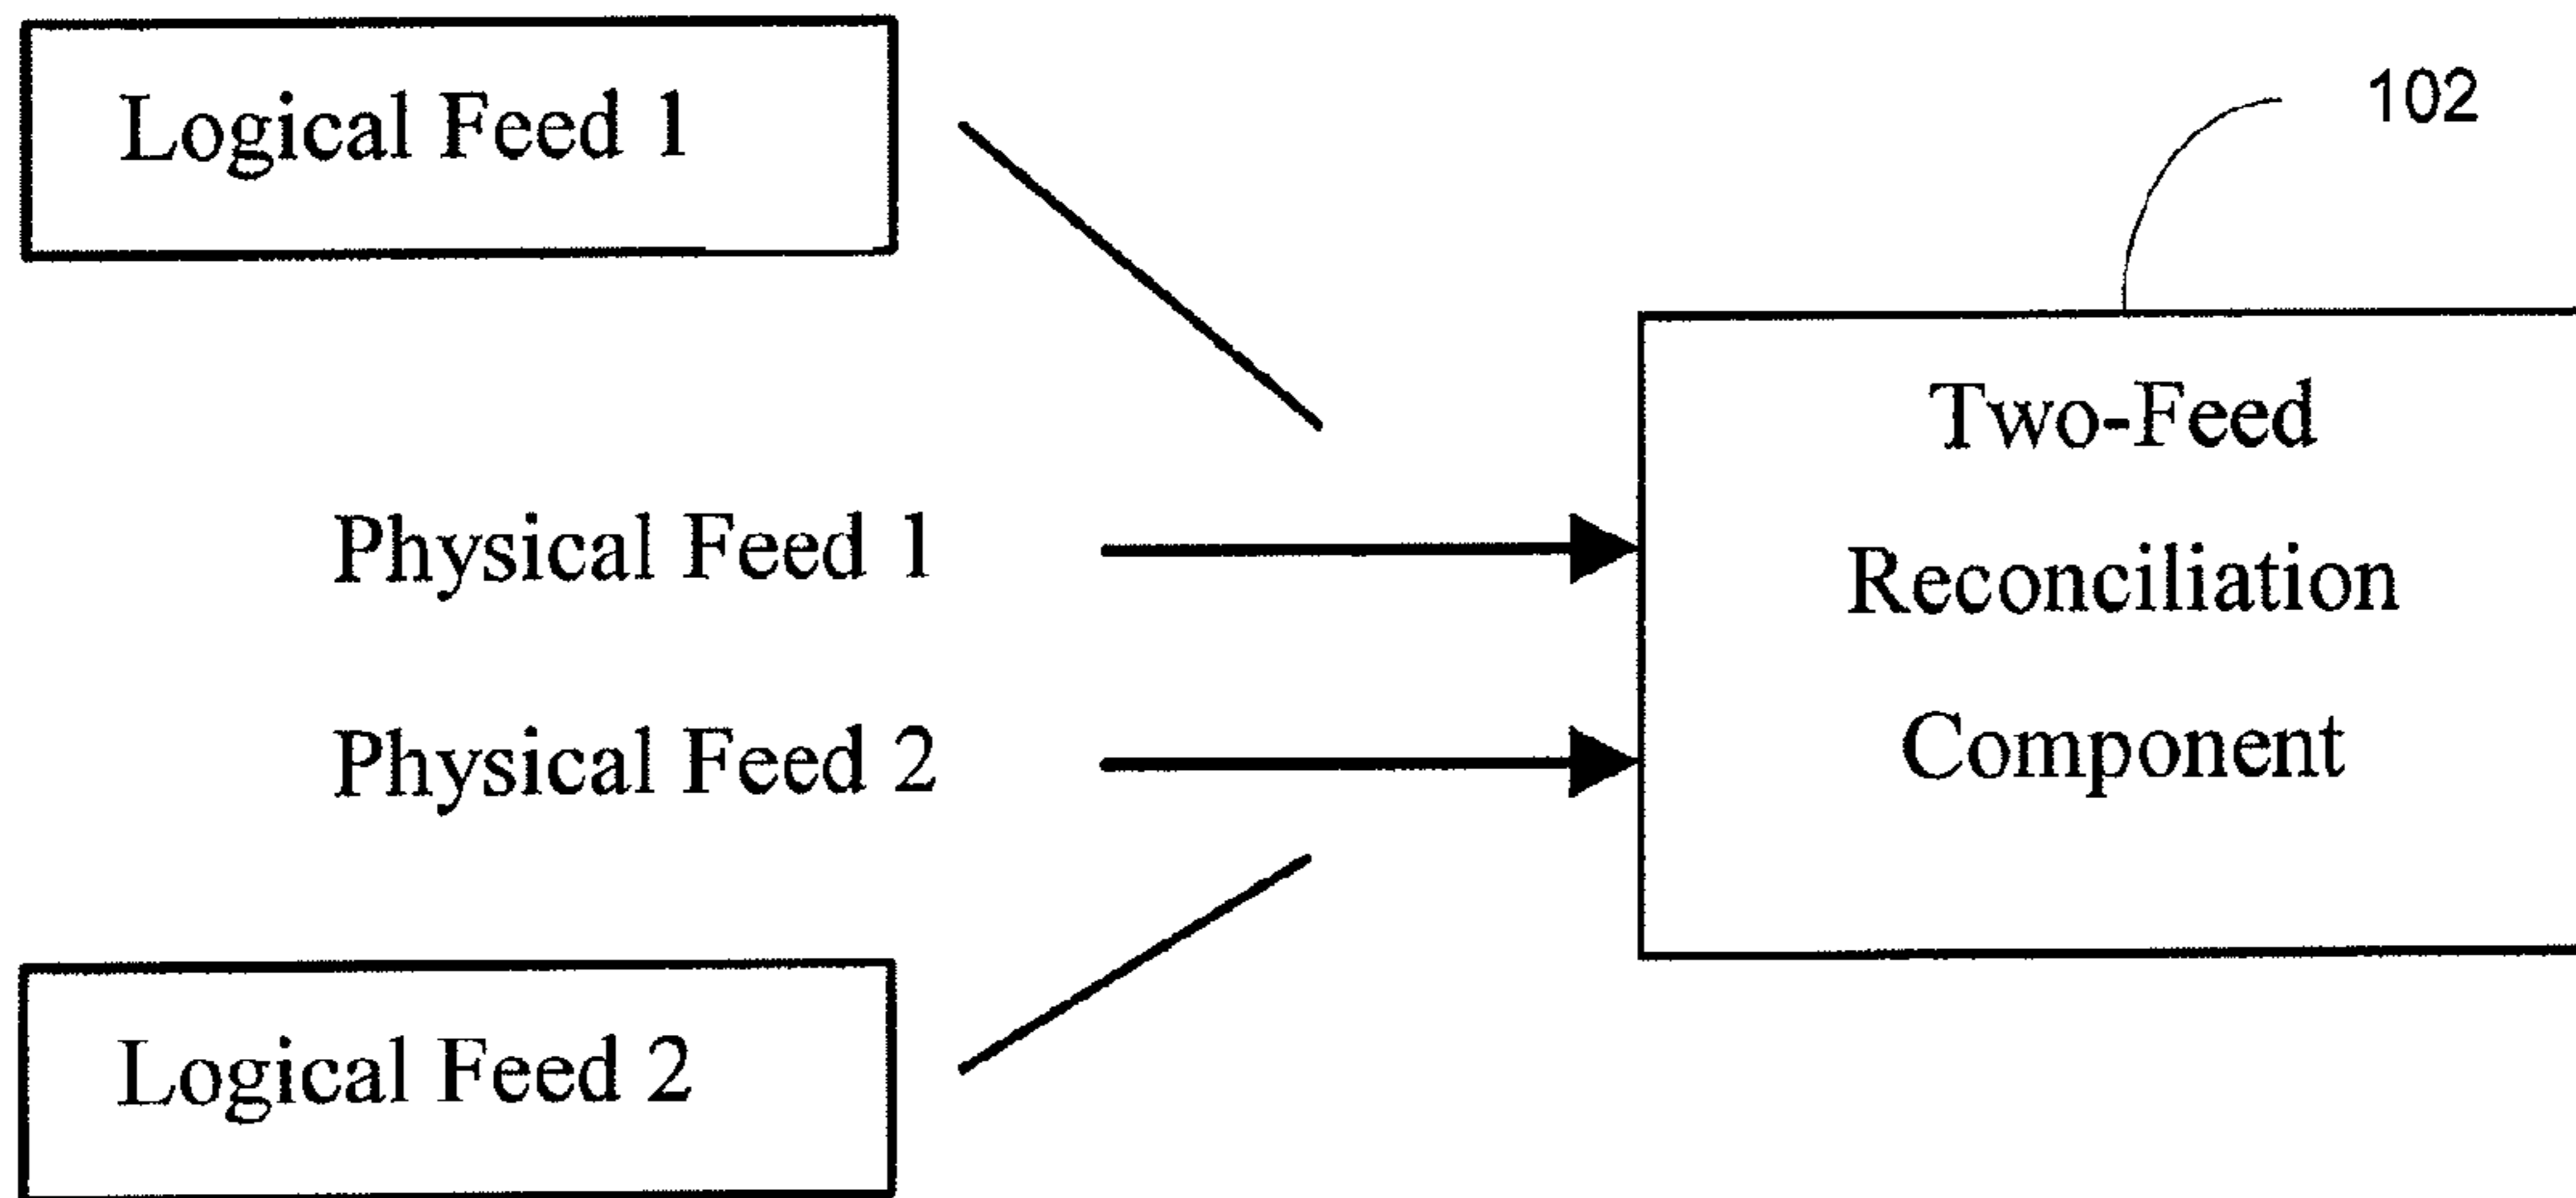 Logical Feed 1
102
Two-Feed
Reconciliation
Component
Physical Feed 1
Physical Feed 2
Logical Feed 2